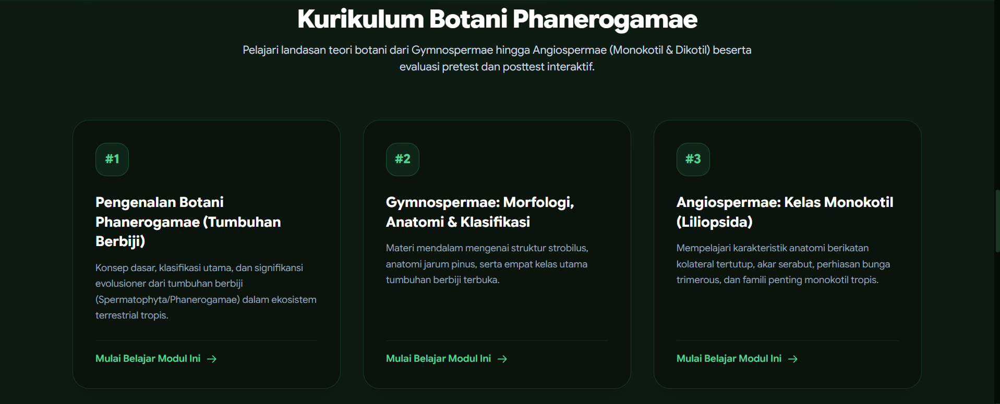 Kurikulum Botani Phanerogamae
Pelajari landasan teori botani dari Gymnospermae hingga Angiospermae (Monokotil & Dikotil) beserta
evaluasi pretest dan posttest interaktif.
#1
Pengenalan Botani
Phanerogamae (Tumbuhan
Berbiji)
Konsep dasar, klasifikasi utama, dan signifikansi
evolusioner dari tumbuhan berbiji
(Spermatophyta/Phanerogamae) dalam ekosistem
terrestrial tropis.
Mulai Belajar Modul Ini →
#2
Gymnospermae: Morfologi,
Anatomi & Klasifikasi
Materi mendalam mengenai struktur strobilus,
anatomi jarum pinus, serta empat kelas utama
tumbuhan berbiji terbuka.
Mulai Belajar Modul Ini →
#3
Angiospermae: Kelas Monokotil
(Liliopsida)
Mempelajari karakteristik anatomi berikatan
kolateral tertutup, akar serabut, perhiasan bunga
trimerous, dan famili penting monokotil tropis.
Mulai Belajar Modul Ini →